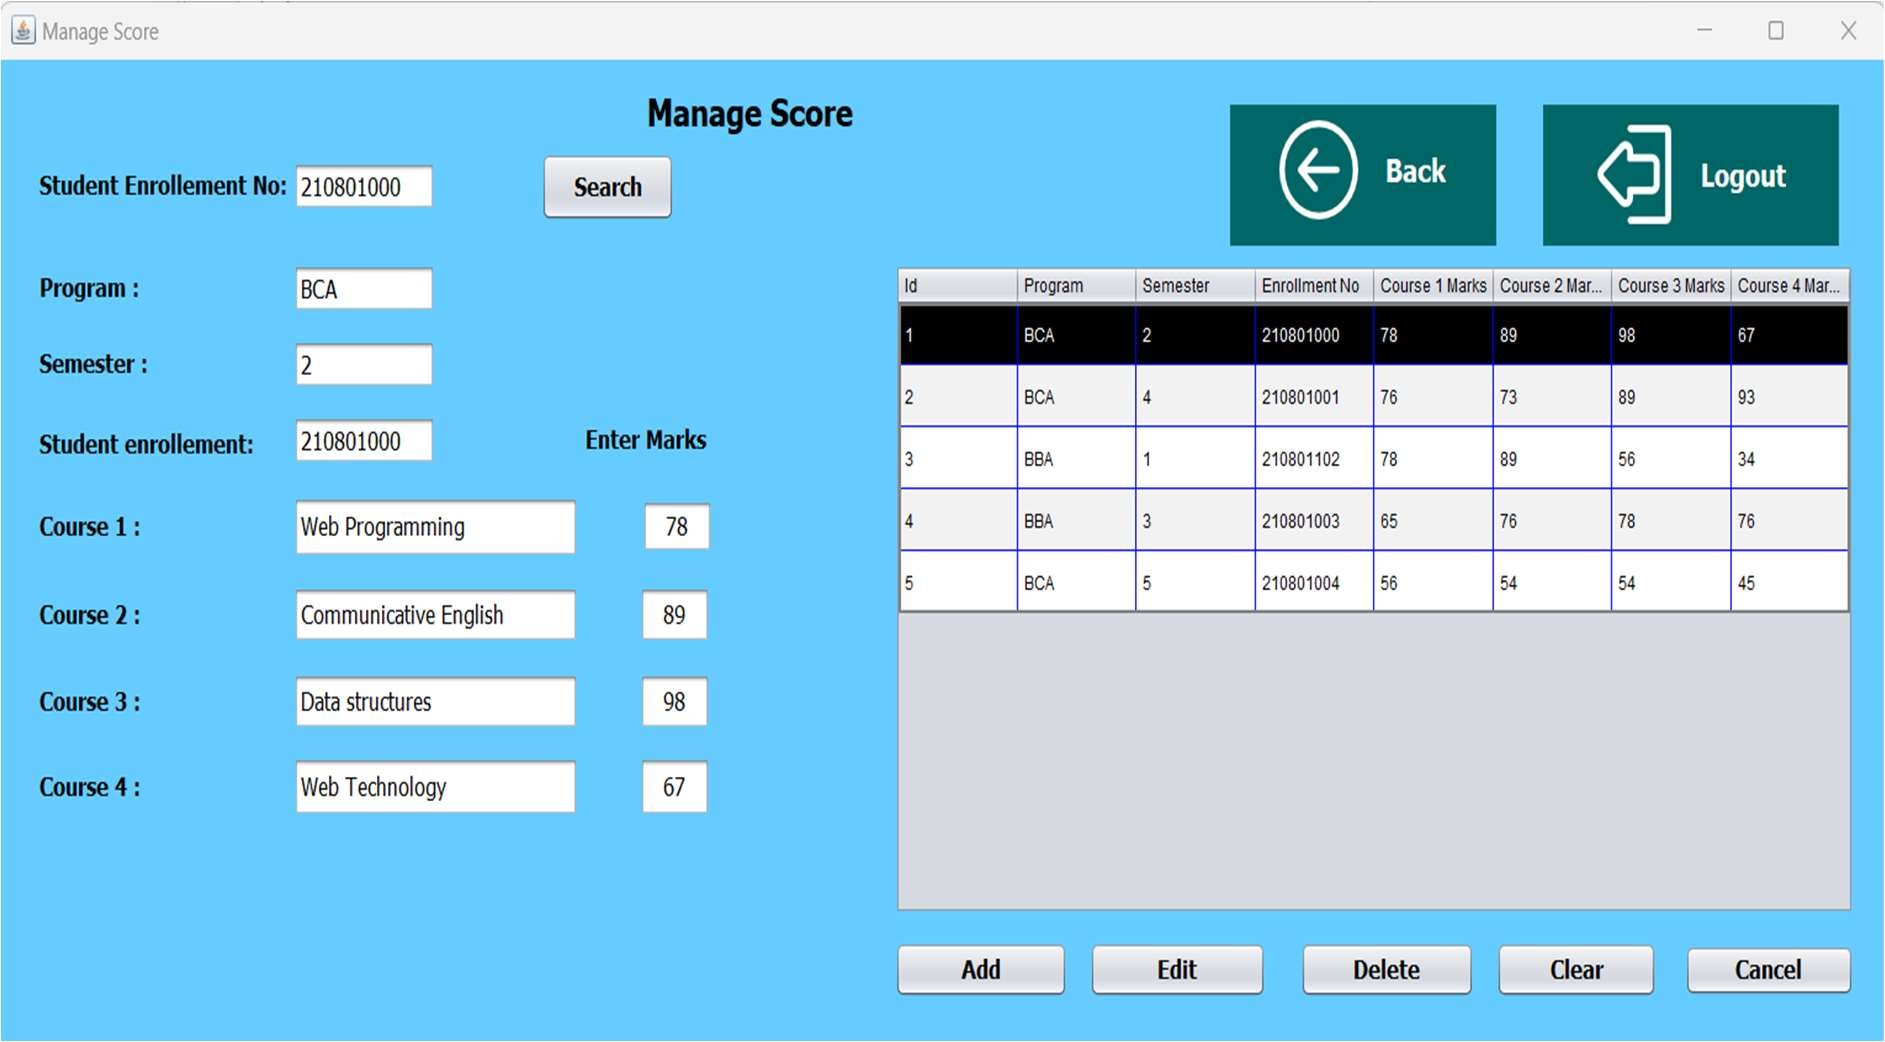 Manage Score
Manage Score
Back
Logout
Student Enrollement No: 210801000 Search
Program : BCA
Semester : 2
Student enrollement: 210801000 Enter Marks
Course 1 : Web Programming 78
Course 2 : Communicative English 89
Course 3 : Data structures 98
Course 4 : Web Technology 67
Id Program Semester Enrollment No Course 1 Marks Course 2 Mar... Course 3 Marks Course 4 Mar...
1 BCA 2 210801000 78 89 98 67
2 BCA 4 210801001 76 73 89 93
3 BBA 1 210801102 78 89 56 34
4 BBA 3 210801003 65 76 78 76
5 BCA 5 210801004 56 54 54 45
Add Edit Delete Clear Cancel